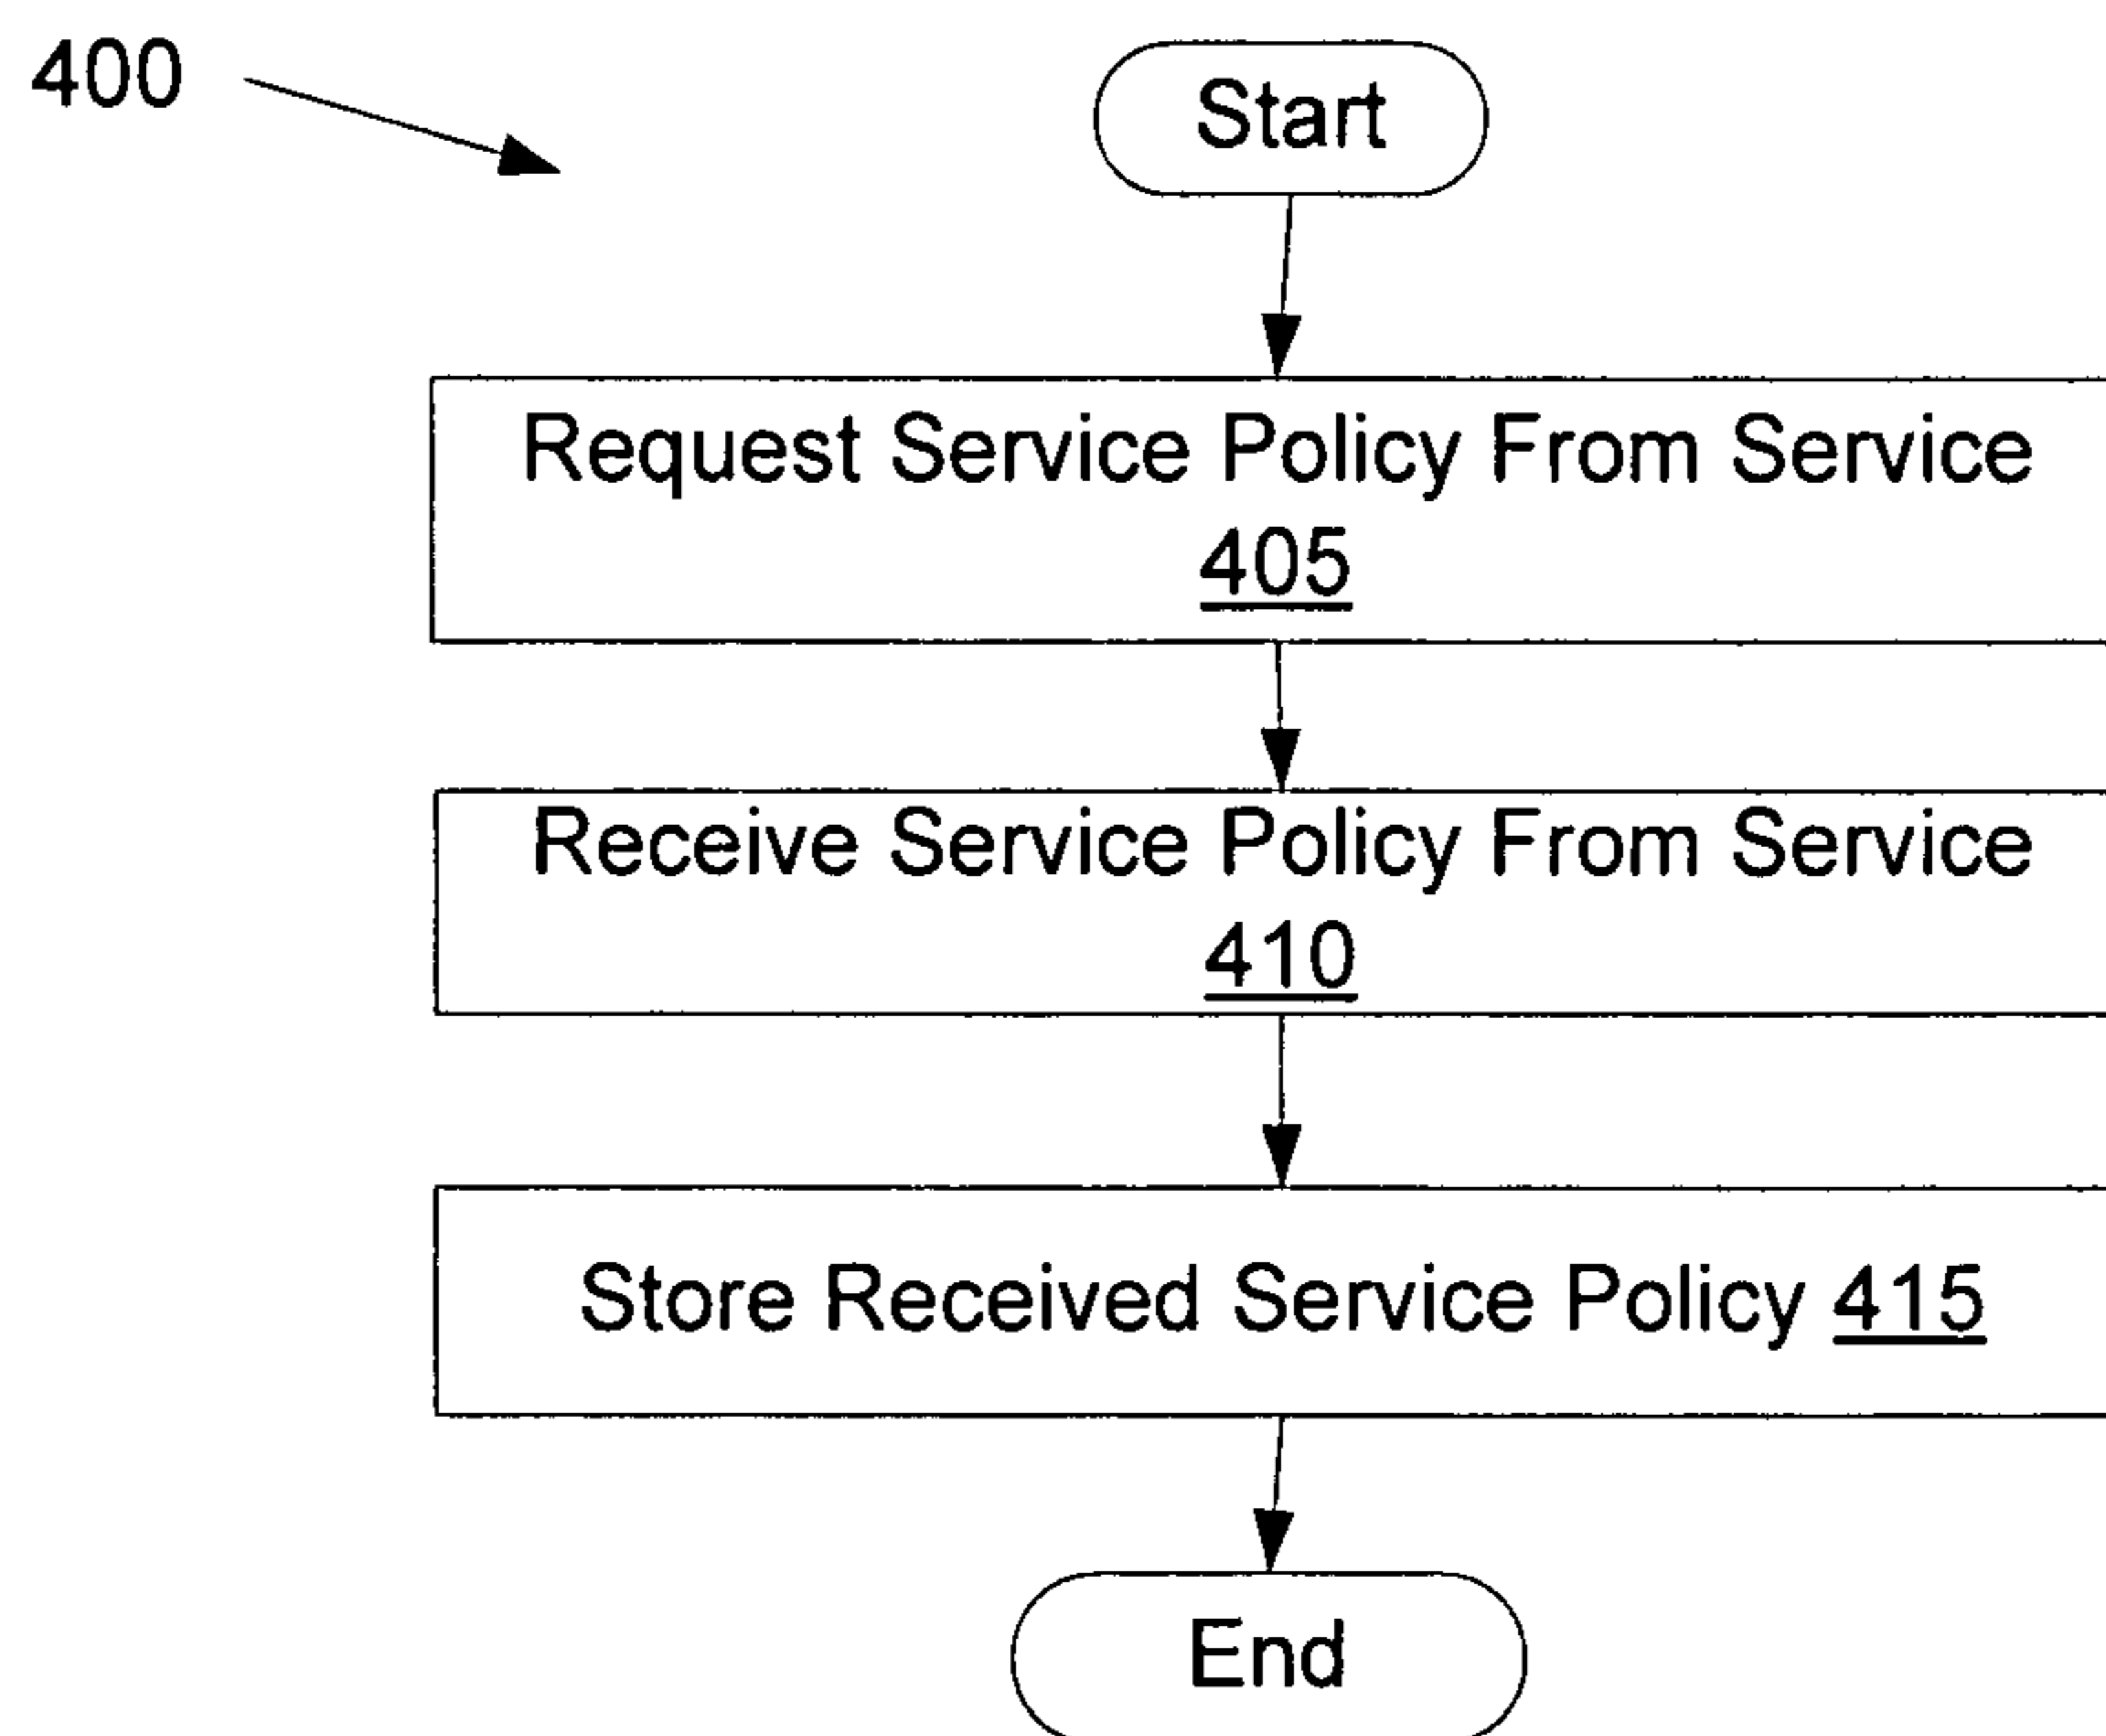 400
Start
Request Service Policy From Service
405
Receive Service Policy From Service
410
Store Received Service Policy 415
End